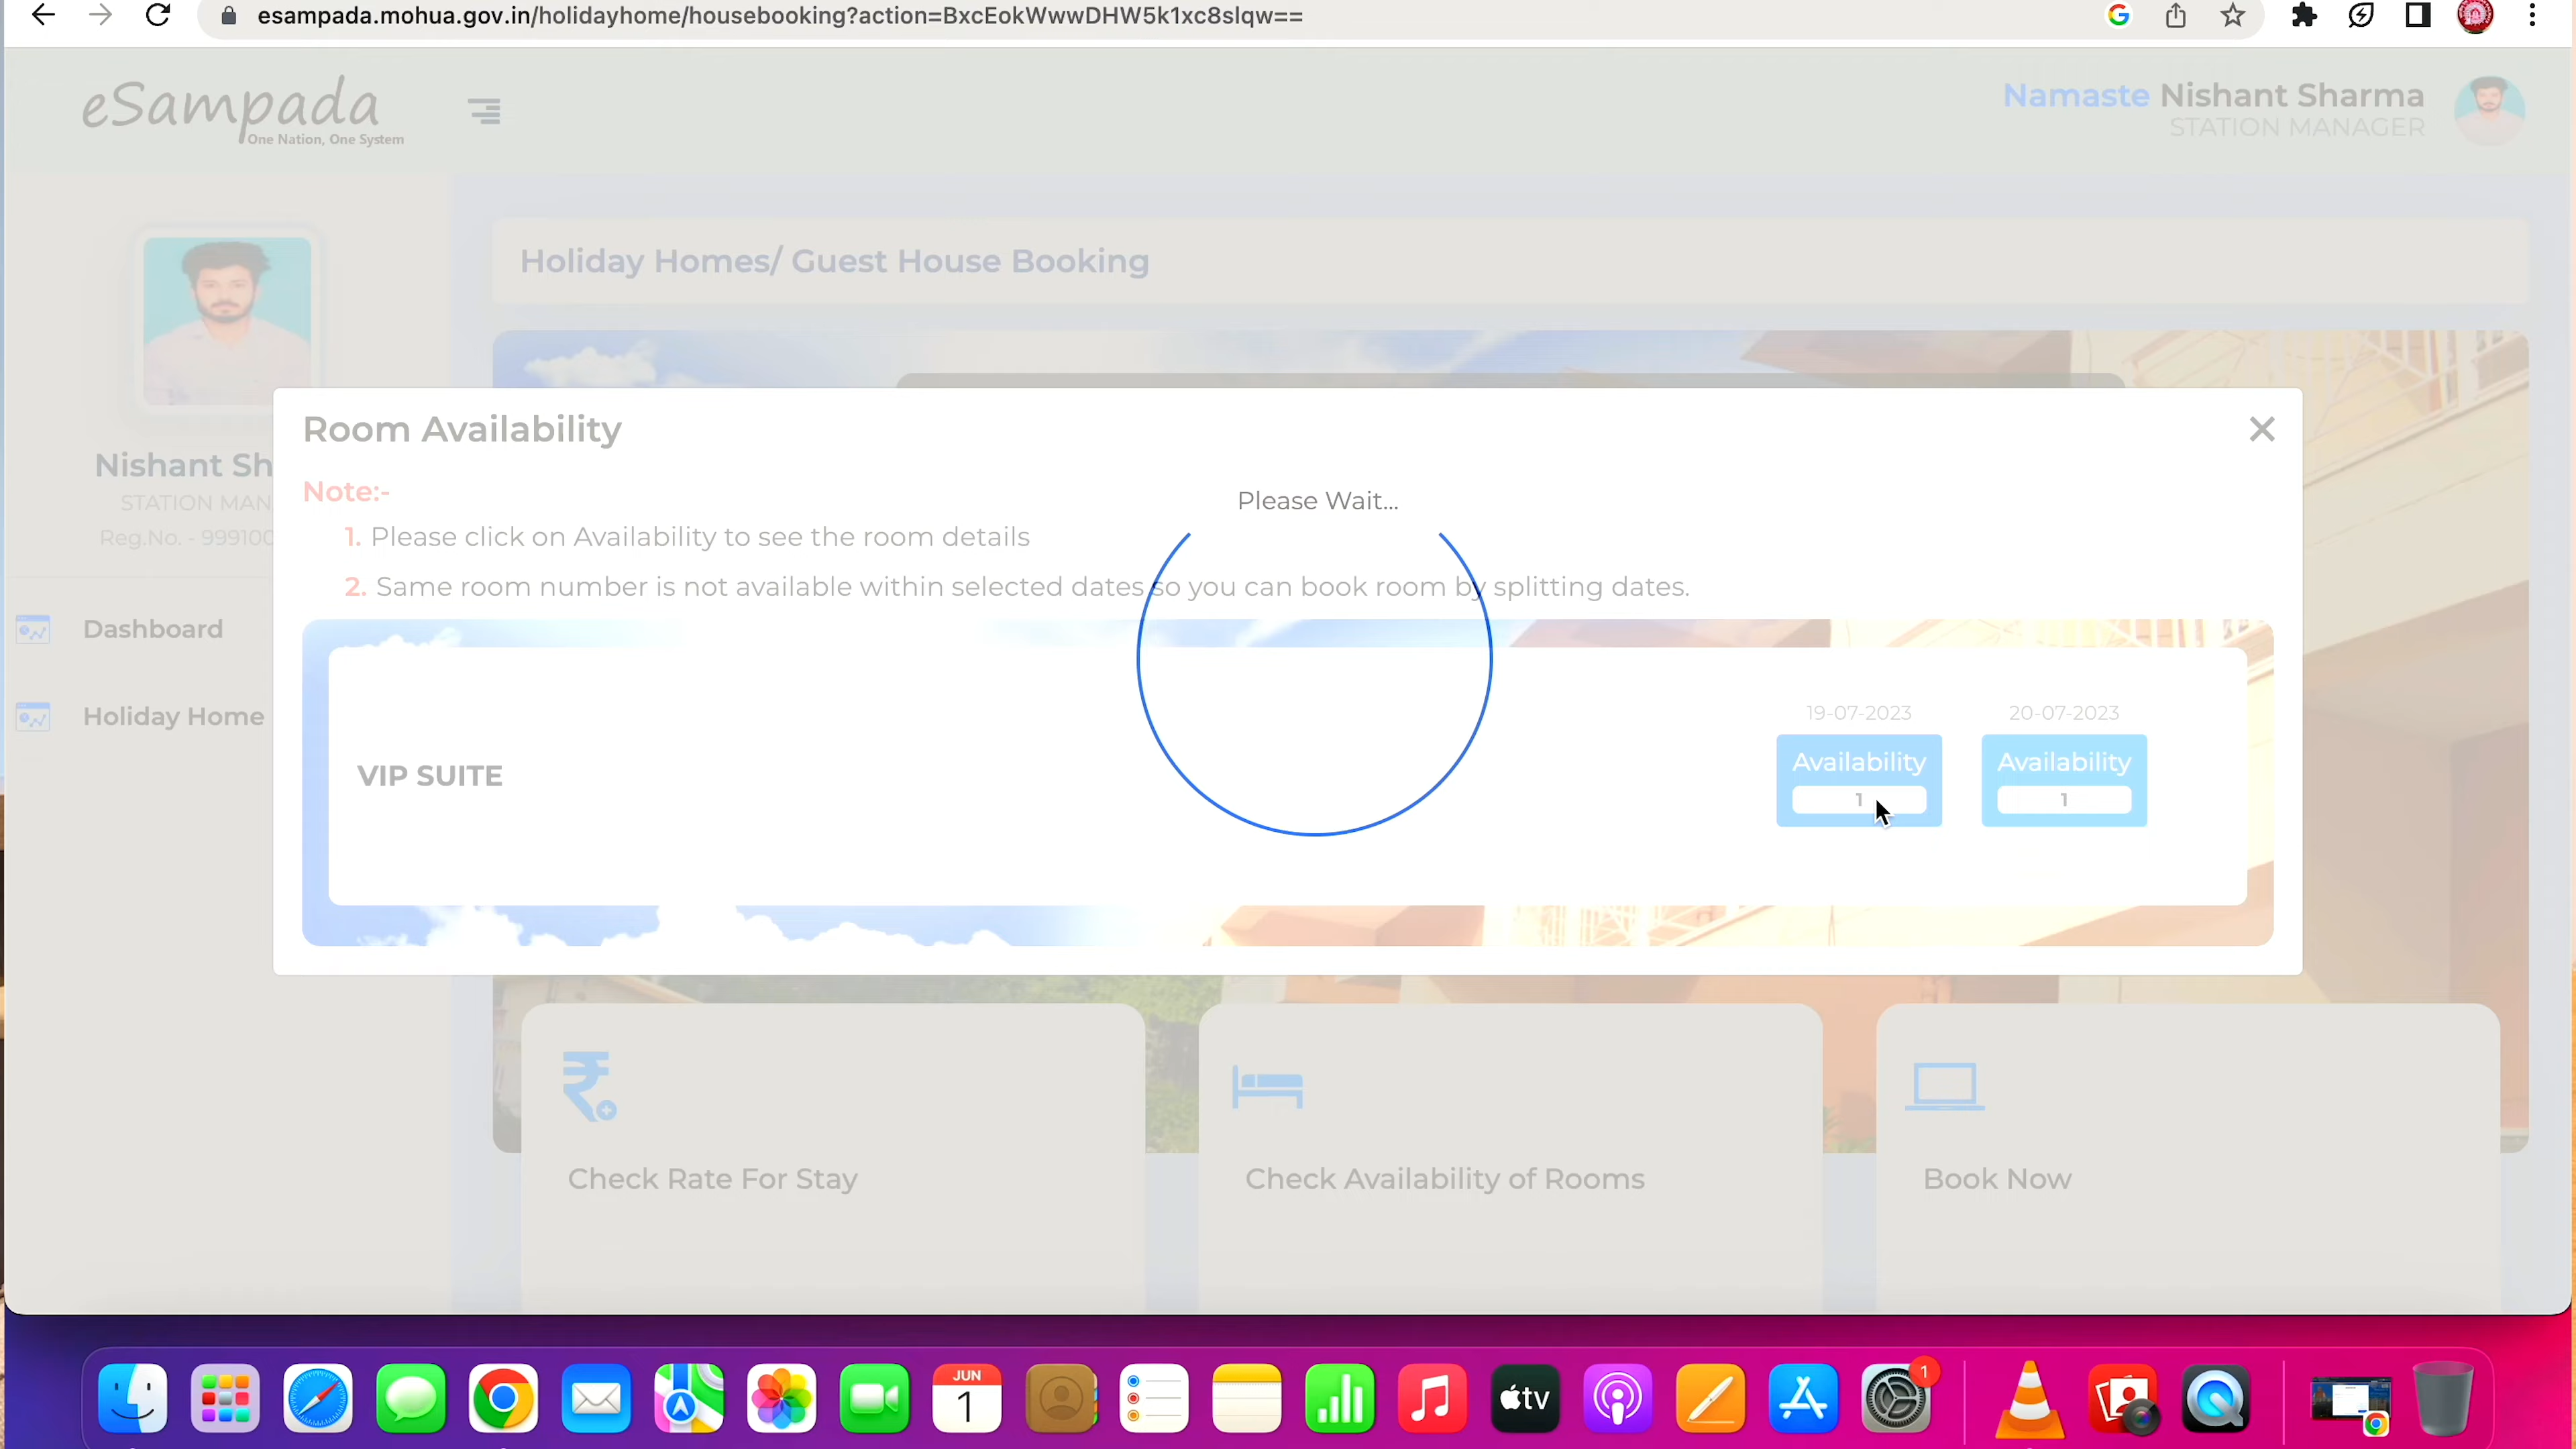 esampada.mohua.gov.in/holidayhome/housebooking?action=BxcEokWwwDHW5k1xc8slqw==
eSampada
One Nation, One System
Namaste Nishant Sharma
STATION MANAGER
Holiday Homes/ Guest House Booking
Room Availability
Nishant Sh
STATION MAN
Reg.No. - 999100
Note:-
Please Wait...
1. Please click on Availability to see the room details
2. Same room number is not available within selected dates so you can book room by splitting dates.
Dashboard
Holiday Home
VIP SUITE
19-07-2023
20-07-2023
Availability
Availability
1
1
Check Rate For Stay
Check Availability of Rooms
Book Now
JUN
1
tv
1